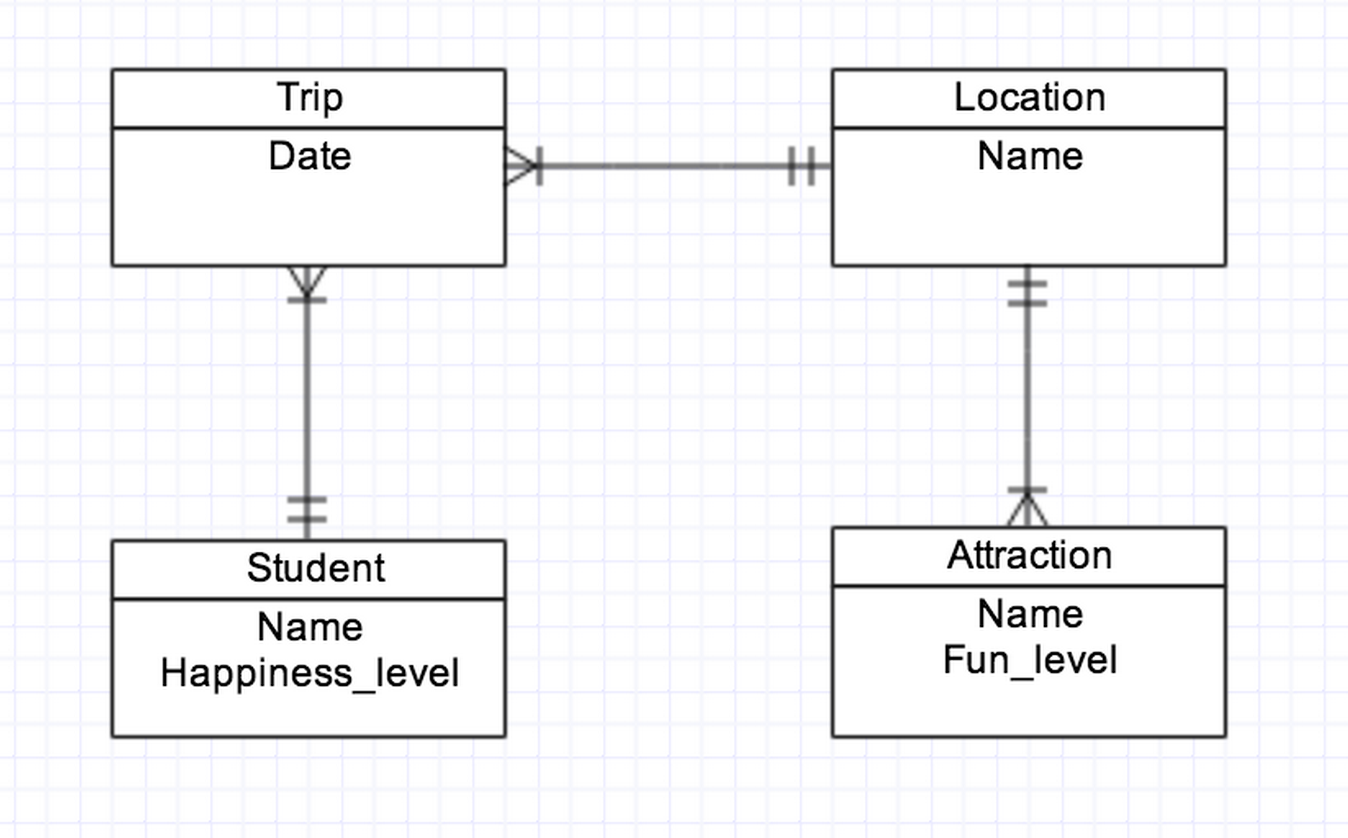 Trip
Date
Location
Name
Student
Name
Happiness_level
Attraction
Name
Fun_level